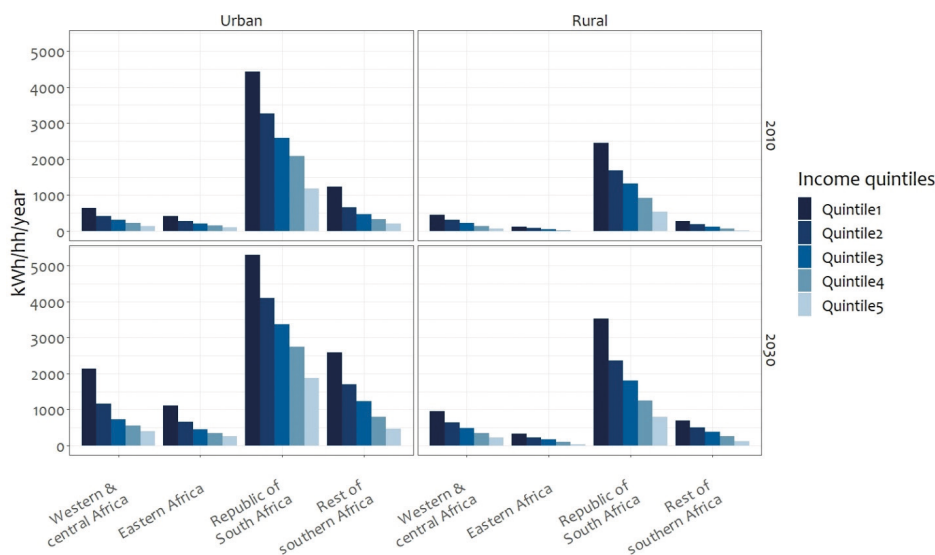 Urban
Rural
5000
4000
3000
2000
1000
0
2010
5000
4000
3000
2000
1000
0
2030
kWh/hh/year
Western &
central Africa
Eastern Africa
Republic of
South Africa
Rest of
southern Africa
Western &
central Africa
Eastern Africa
Republic of
South Africa
Rest of
southern Africa
Income quintiles
Quintile1
Quintile2
Quintile3
Quintile4
Quintile5